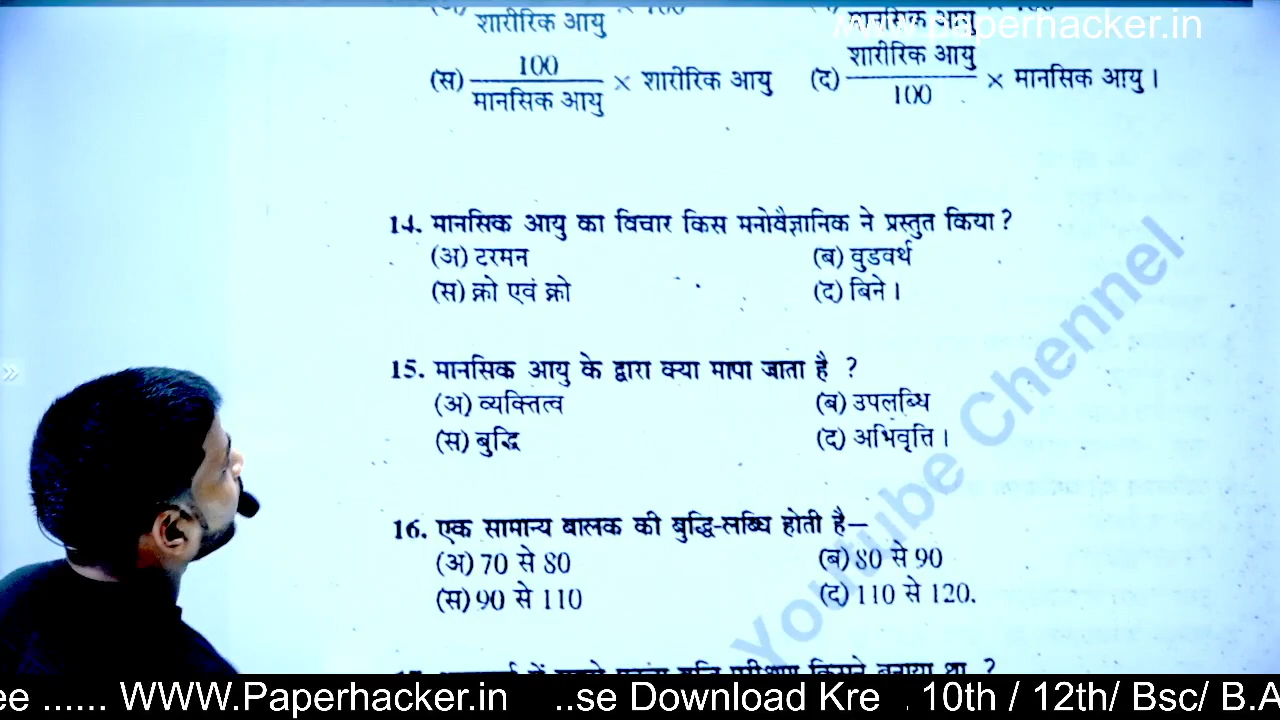 शारीरिक आयु मानसिक आयु
www.paperhacker.in
(स) 100 / मानसिक आयु × शारीरिक आयु (द) शारीरिक आयु / 100 × मानसिक आयु।
14. मानसिक आयु का विचार किस मनोवैज्ञानिक ने प्रस्तुत किया ?
(अ) टरमन (ब) वुडवर्थ
(स) क्रो एवं क्रो (द) बिने।
15. मानसिक आयु के द्वारा क्या मापा जाता है ?
(अ) व्यक्तित्व (ब) उपलब्धि
(स) बुद्धि (द) अभिवृत्ति।
16. एक सामान्य बालक की बुद्धि-लब्धि होती है–
(अ) 70 से 80 (ब) 80 से 90
(स) 90 से 110 (द) 110 से 120.
Youtube Chennel
ee ...... WWW.Paperhacker.in ..se Download Kre . 10th / 12th/ Bsc/ B.A